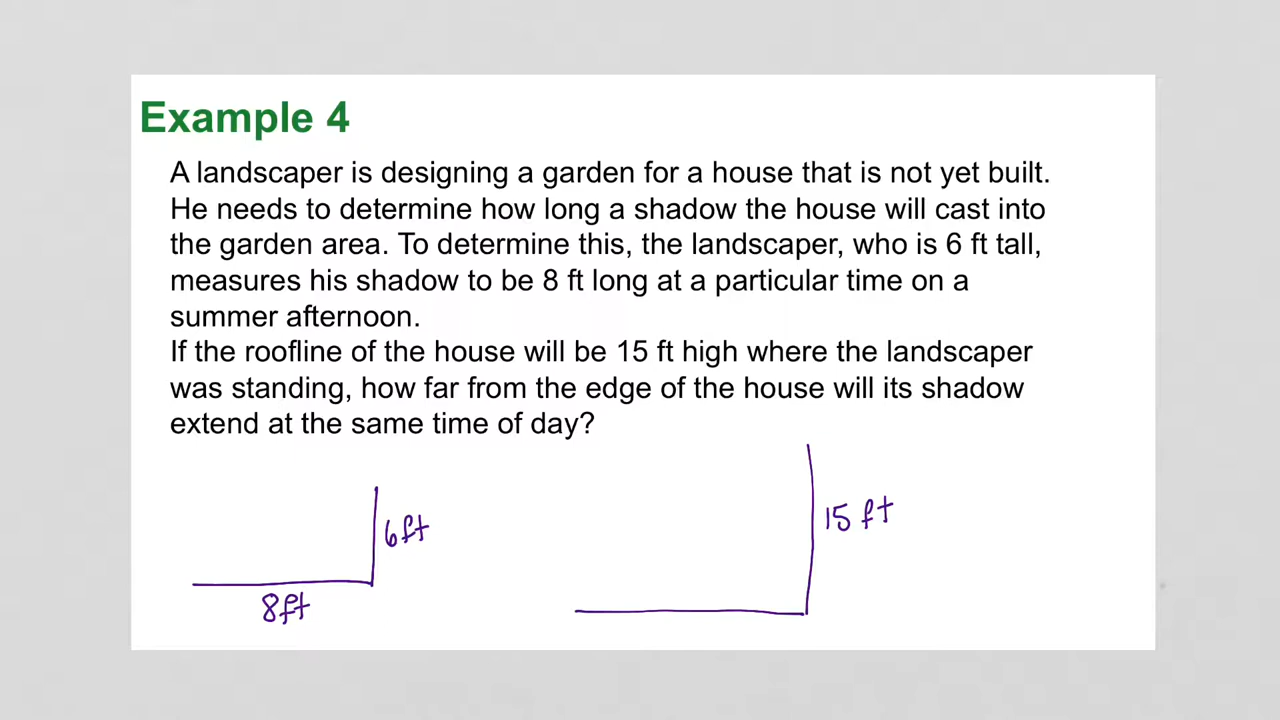 Example 4
A landscaper is designing a garden for a house that is not yet built.
He needs to determine how long a shadow the house will cast into
the garden area. To determine this, the landscaper, who is 6 ft tall,
measures his shadow to be 8 ft long at a particular time on a
summer afternoon.
If the roofline of the house will be 15 ft high where the landscaper
was standing, how far from the edge of the house will its shadow
extend at the same time of day?
6ft
15 ft
8ft